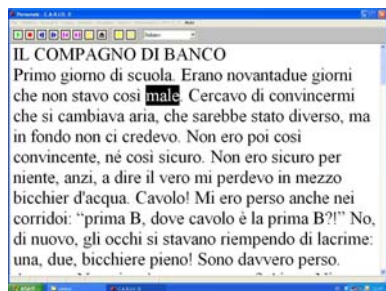 IL COMPAGNO DI BANCO
Primo giorno di scuola. Erano novantadue giorni
che non stavo così male. Cercavo di convincermi
che si cambiava aria, che sarebbe stato diverso, ma
in fondo non ci credevo. Non ero poi così
convincente, né così sicuro. Non ero sicuro per
niente, anzi, a dire il vero mi perdevo in mezzo
bicchier d'acqua. Cavolo! Mi ero perso anche nei
corridoi: “prima B, dove cavolo è la prima B?!” No,
di nuovo, gli occhi si stavano riempendo di lacrime:
una, due, bicchiere pieno! Sono davvero perso.